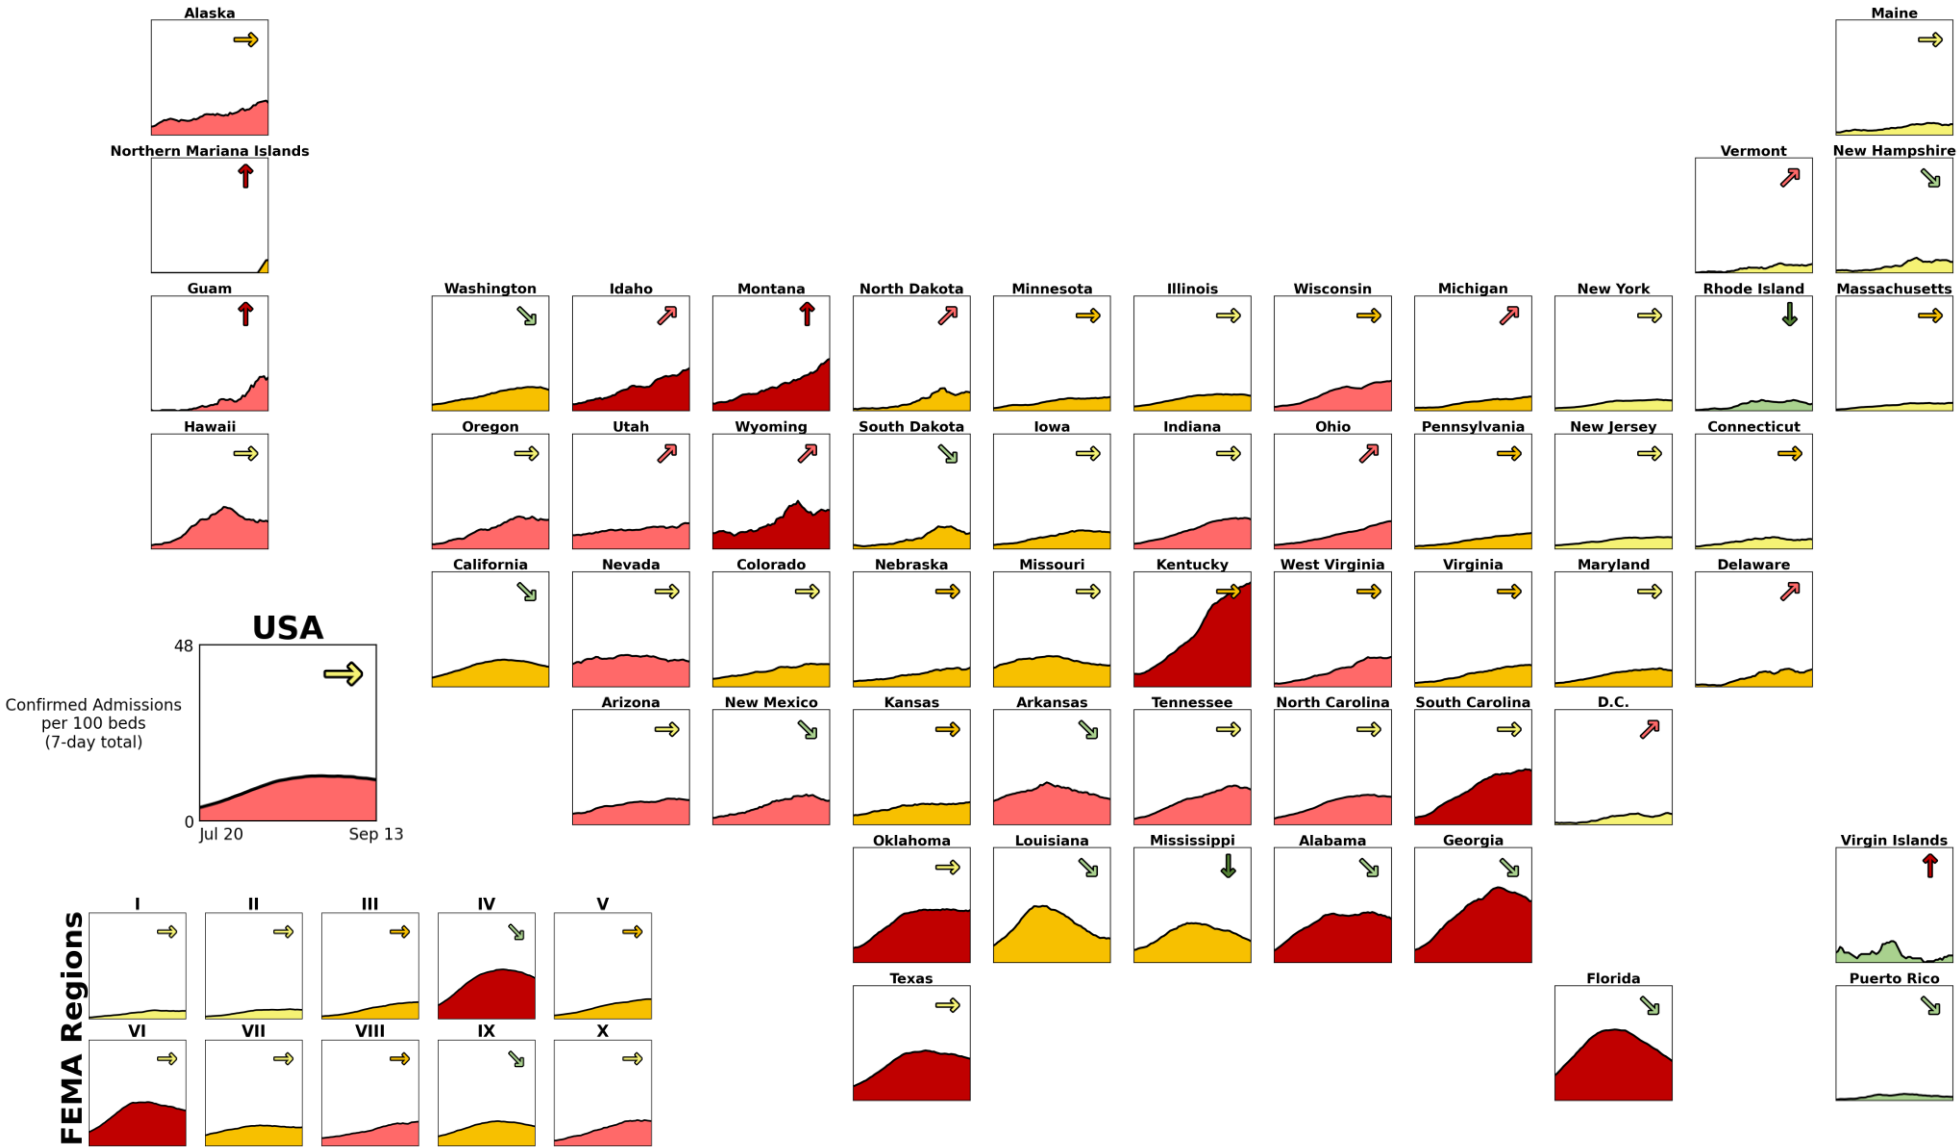 Alaska
Maine
Northern Mariana Islands
Vermont
New Hampshire
Guam
Washington
Idaho
Montana
North Dakota
Minnesota
Illinois
Wisconsin
Michigan
New York
Rhode Island
Massachusetts
Hawaii
Oregon
Utah
Wyoming
South Dakota
Iowa
Indiana
Ohio
Pennsylvania
New Jersey
Connecticut
California
Nevada
Colorado
Nebraska
Missouri
Kentucky
West Virginia
Virginia
Maryland
Delaware
USA
48
Confirmed Admissions
per 100 beds
(7-day total)
0
Jul 20
Sep 13
Arizona
New Mexico
Kansas
Arkansas
Tennessee
North Carolina
South Carolina
D.C.
Oklahoma
Louisiana
Mississippi
Alabama
Georgia
Virgin Islands
Texas
Florida
Puerto Rico
FEMA Regions
I
II
III
IV
V
VI
VII
VIII
IX
X